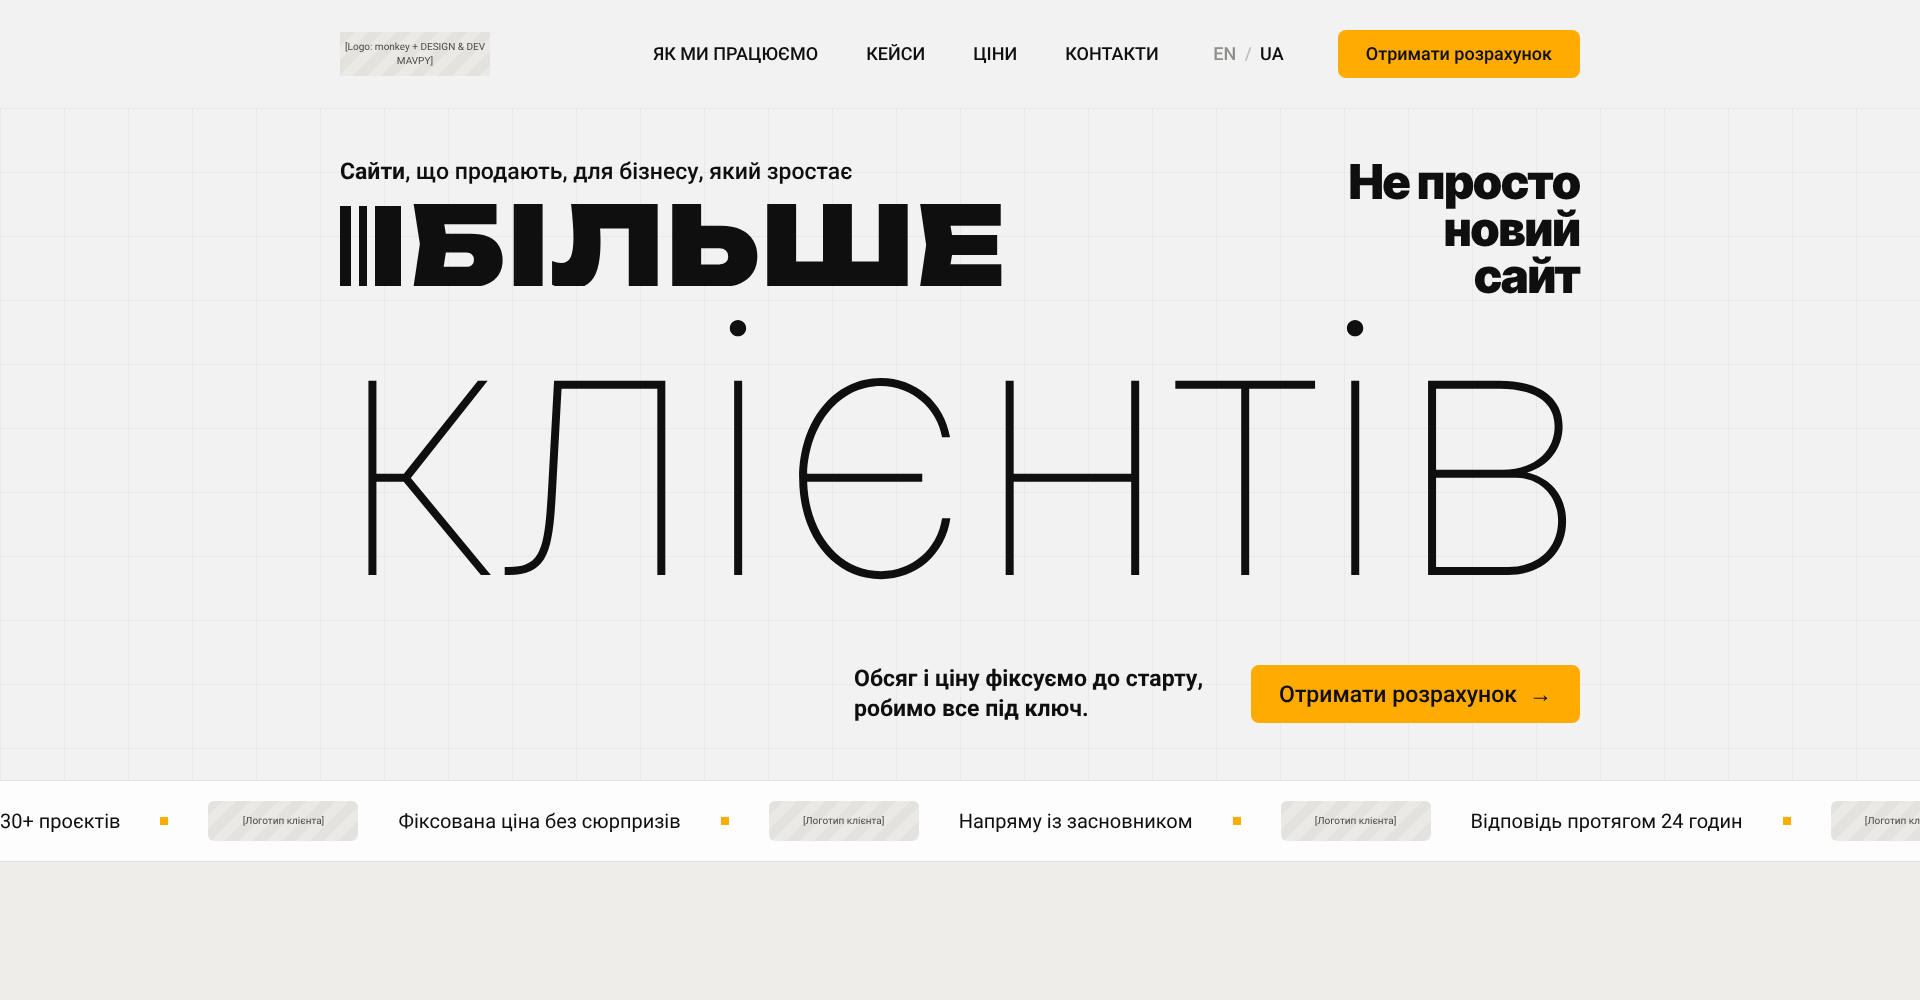 [Logo: monkey + DESIGN & DEV
MAVPY]
ЯК МИ ПРАЦЮЄМО
КЕЙСИ
ЦІНИ
КОНТАКТИ
EN / UA
Отримати розрахунок
Сайти, що продають, для бізнесу, який зростає
БІЛЬШЕ
Не просто
новий
сайт
КЛІЄНТІВ
Обсяг і ціну фіксуємо до старту,
робимо все під ключ.
Отримати розрахунок →
30+ проєктів
[Логотип клієнта]
Фіксована ціна без сюрпризів
[Логотип клієнта]
Напряму із засновником
[Логотип клієнта]
Відповідь протягом 24 годин
[Логотип кл